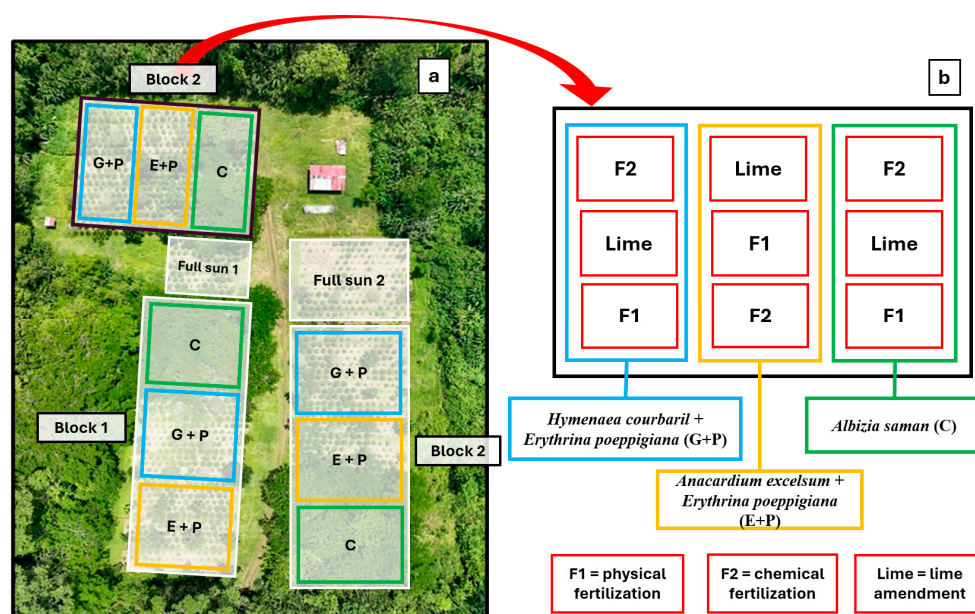 a
Block 2
G+P
E+P
C
Full sun 1
Full sun 2
C
G + P
Block 1
G + P
E + P
Block 2
E + P
C
b
F2
Lime
F2
Lime
F1
Lime
F1
F2
F1
Hymenaea courbaril +
Erythrina poeppigiana (G+P)
Albizia saman (C)
Anacardium excelsum +
Erythrina poeppigiana
(E+P)
F1 = physical
fertilization
F2 = chemical
fertilization
Lime = lime
amendment